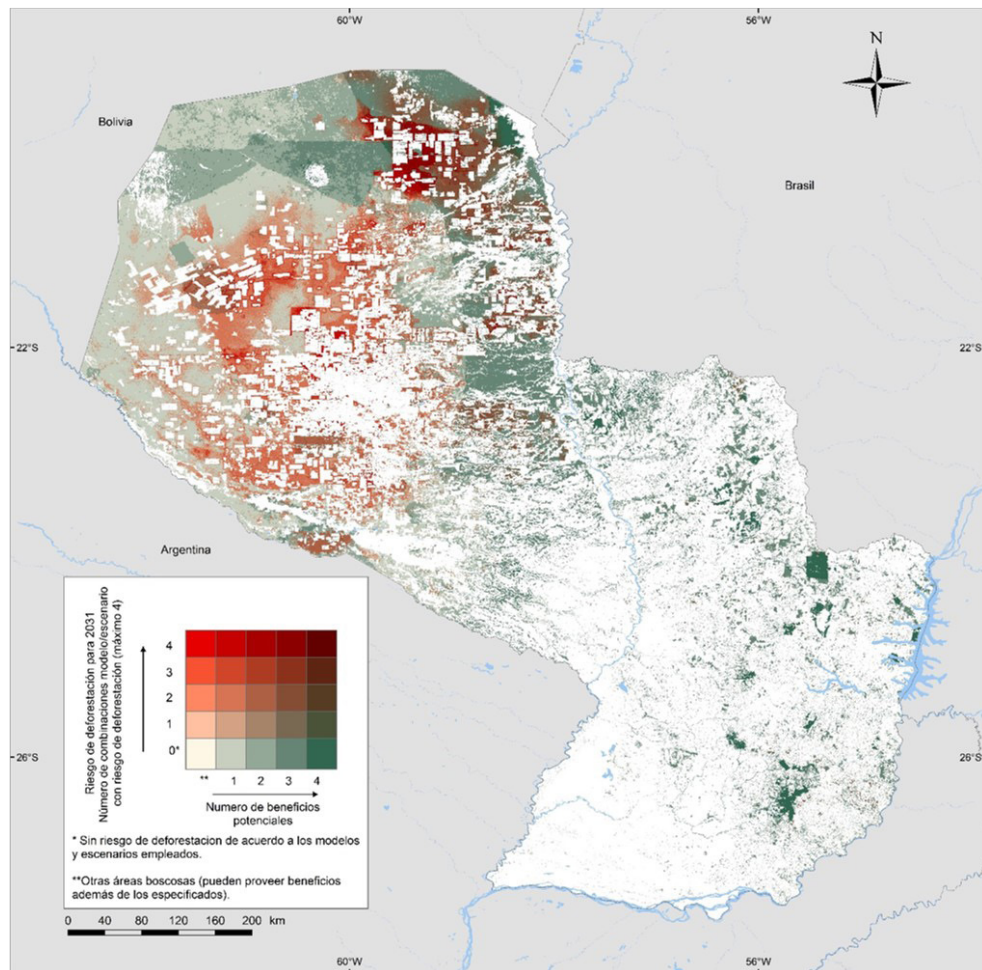 60°W
56°W
N
Bolivia
Brasil
22°S
22°S
Argentina
Riesgo de deforestación para 2031
Número de combinaciones modelo/escenario
con riesgo de deforestación (máximo 4)
4
3
2
1
0*
** 1 2 3 4
Número de beneficios
potenciales
* Sin riesgo de deforestacion de acuerdo a los modelos
y escenarios empleados.
**Otras áreas boscosas (pueden proveer beneficios
además de los especificados).
26°S
26°S
0 40 80 120 160 200 km
60°W
56°W